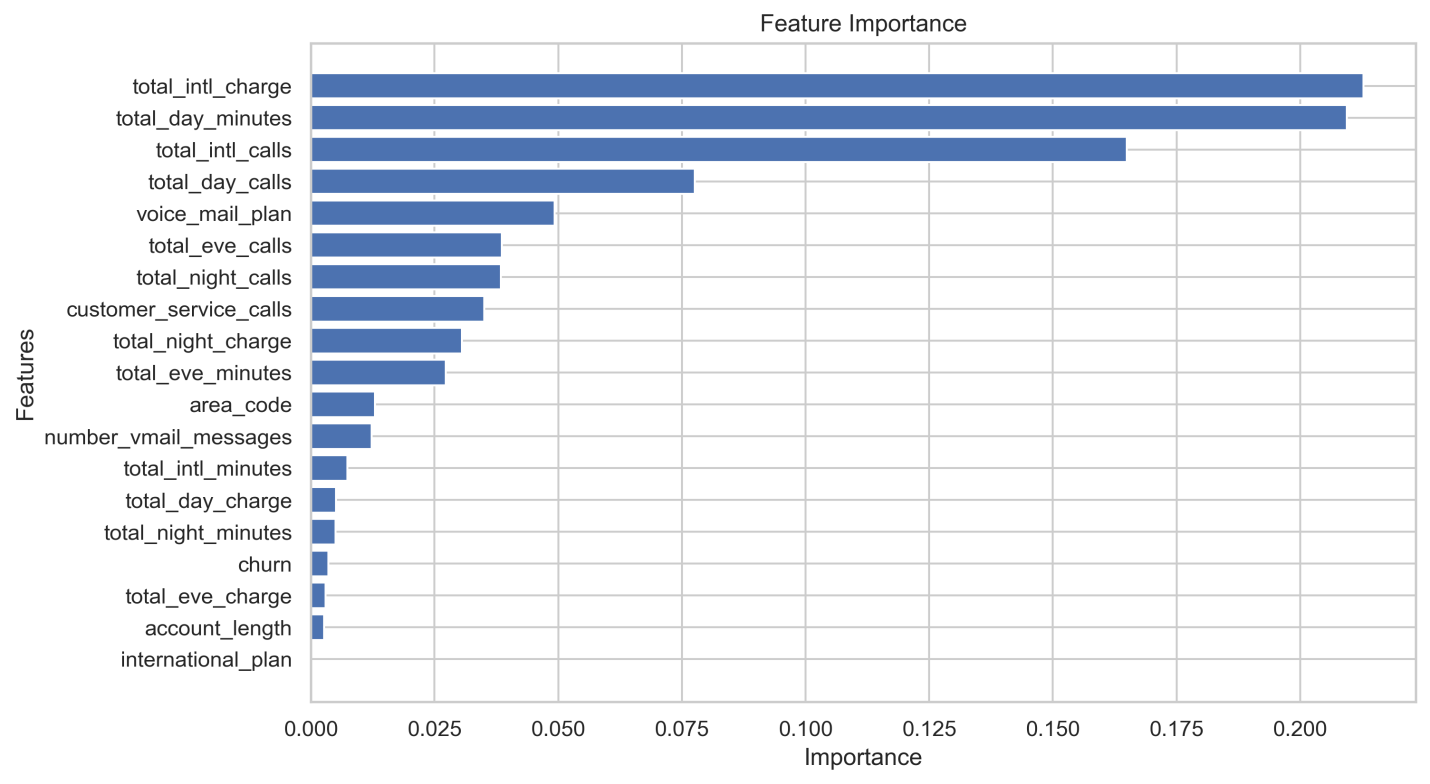 Feature Importance
Features
total_intl_charge
total_day_minutes
total_intl_calls
total_day_calls
voice_mail_plan
total_eve_calls
total_night_calls
customer_service_calls
total_night_charge
total_eve_minutes
area_code
number_vmail_messages
total_intl_minutes
total_day_charge
total_night_minutes
churn
total_eve_charge
account_length
international_plan
0.000 0.025 0.050 0.075 0.100 0.125 0.150 0.175 0.200
Importance